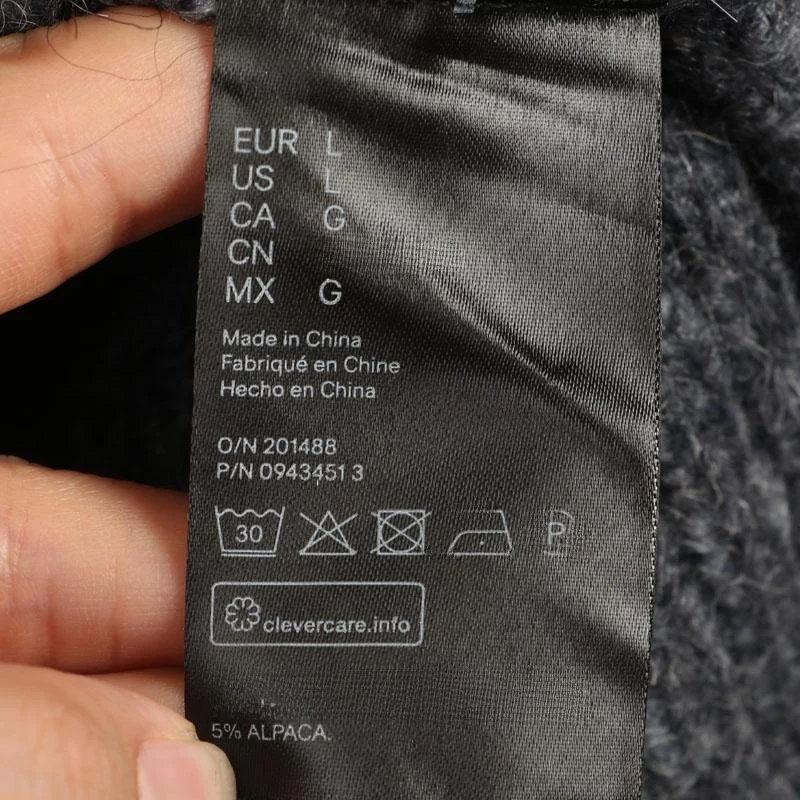 EUR L
US L
CA G
CN
MX G
Made in China
Fabriqué en Chine
Hecho en China
O/N 201488
P/N 0943451 3
30
P
clevercare.info
5% ALPACA.